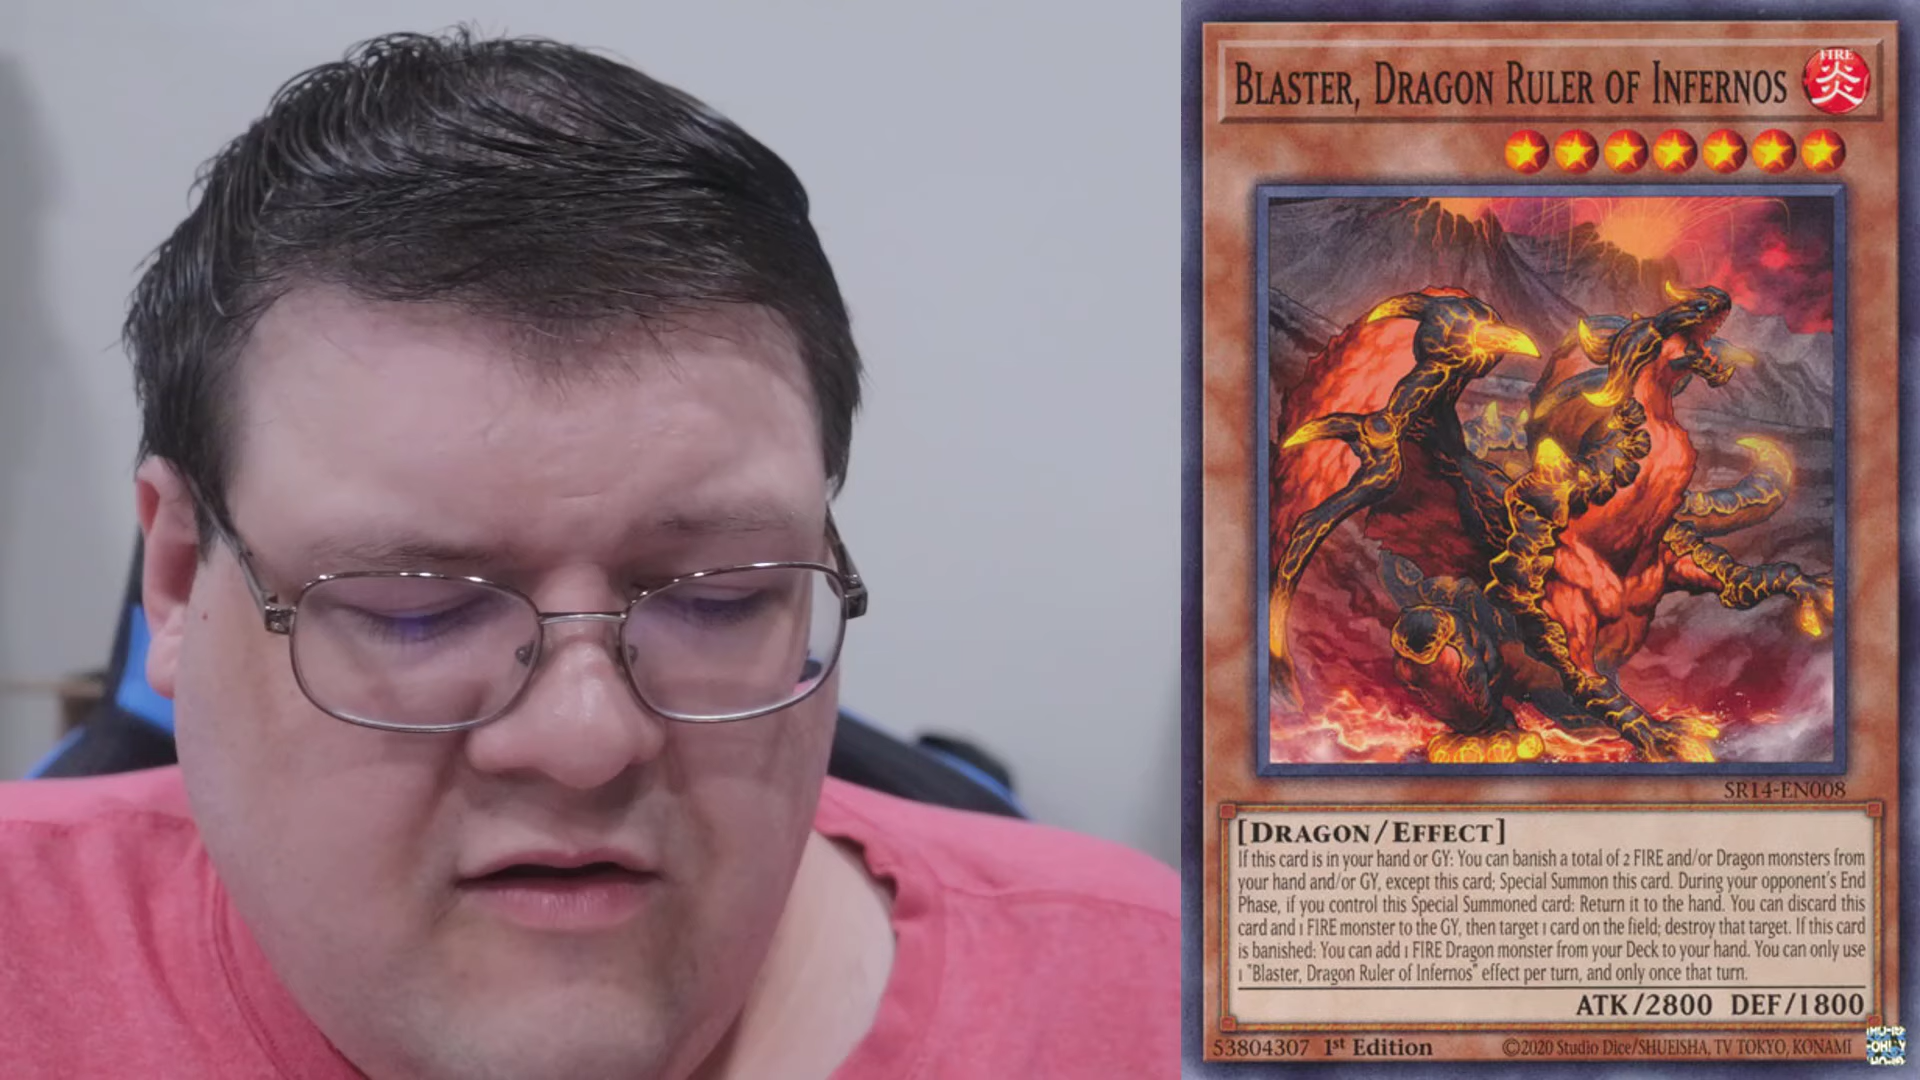 BLASTER, DRAGON RULER OF INFERNOS
FIRE
炎
SR14-EN008
[DRAGON/EFFECT]
If this card is in your hand or GY: You can banish a total of 2 FIRE and/or Dragon monsters from
your hand and/or GY, except this card; Special Summon this card. During your opponent's End
Phase, if you control this Special Summoned card: Return it to the hand. You can discard this
card and 1 FIRE monster to the GY, then target 1 card on the field; destroy that target. If this card
is banished: You can add 1 FIRE Dragon monster from your Deck to your hand. You can only use
1 "Blaster, Dragon Ruler of Infernos" effect per turn, and only once that turn.
ATK/2800 DEF/1800
53804307 1st Edition
©2020 Studio Dice/SHUEISHA, TV TOKYO, KONAMI